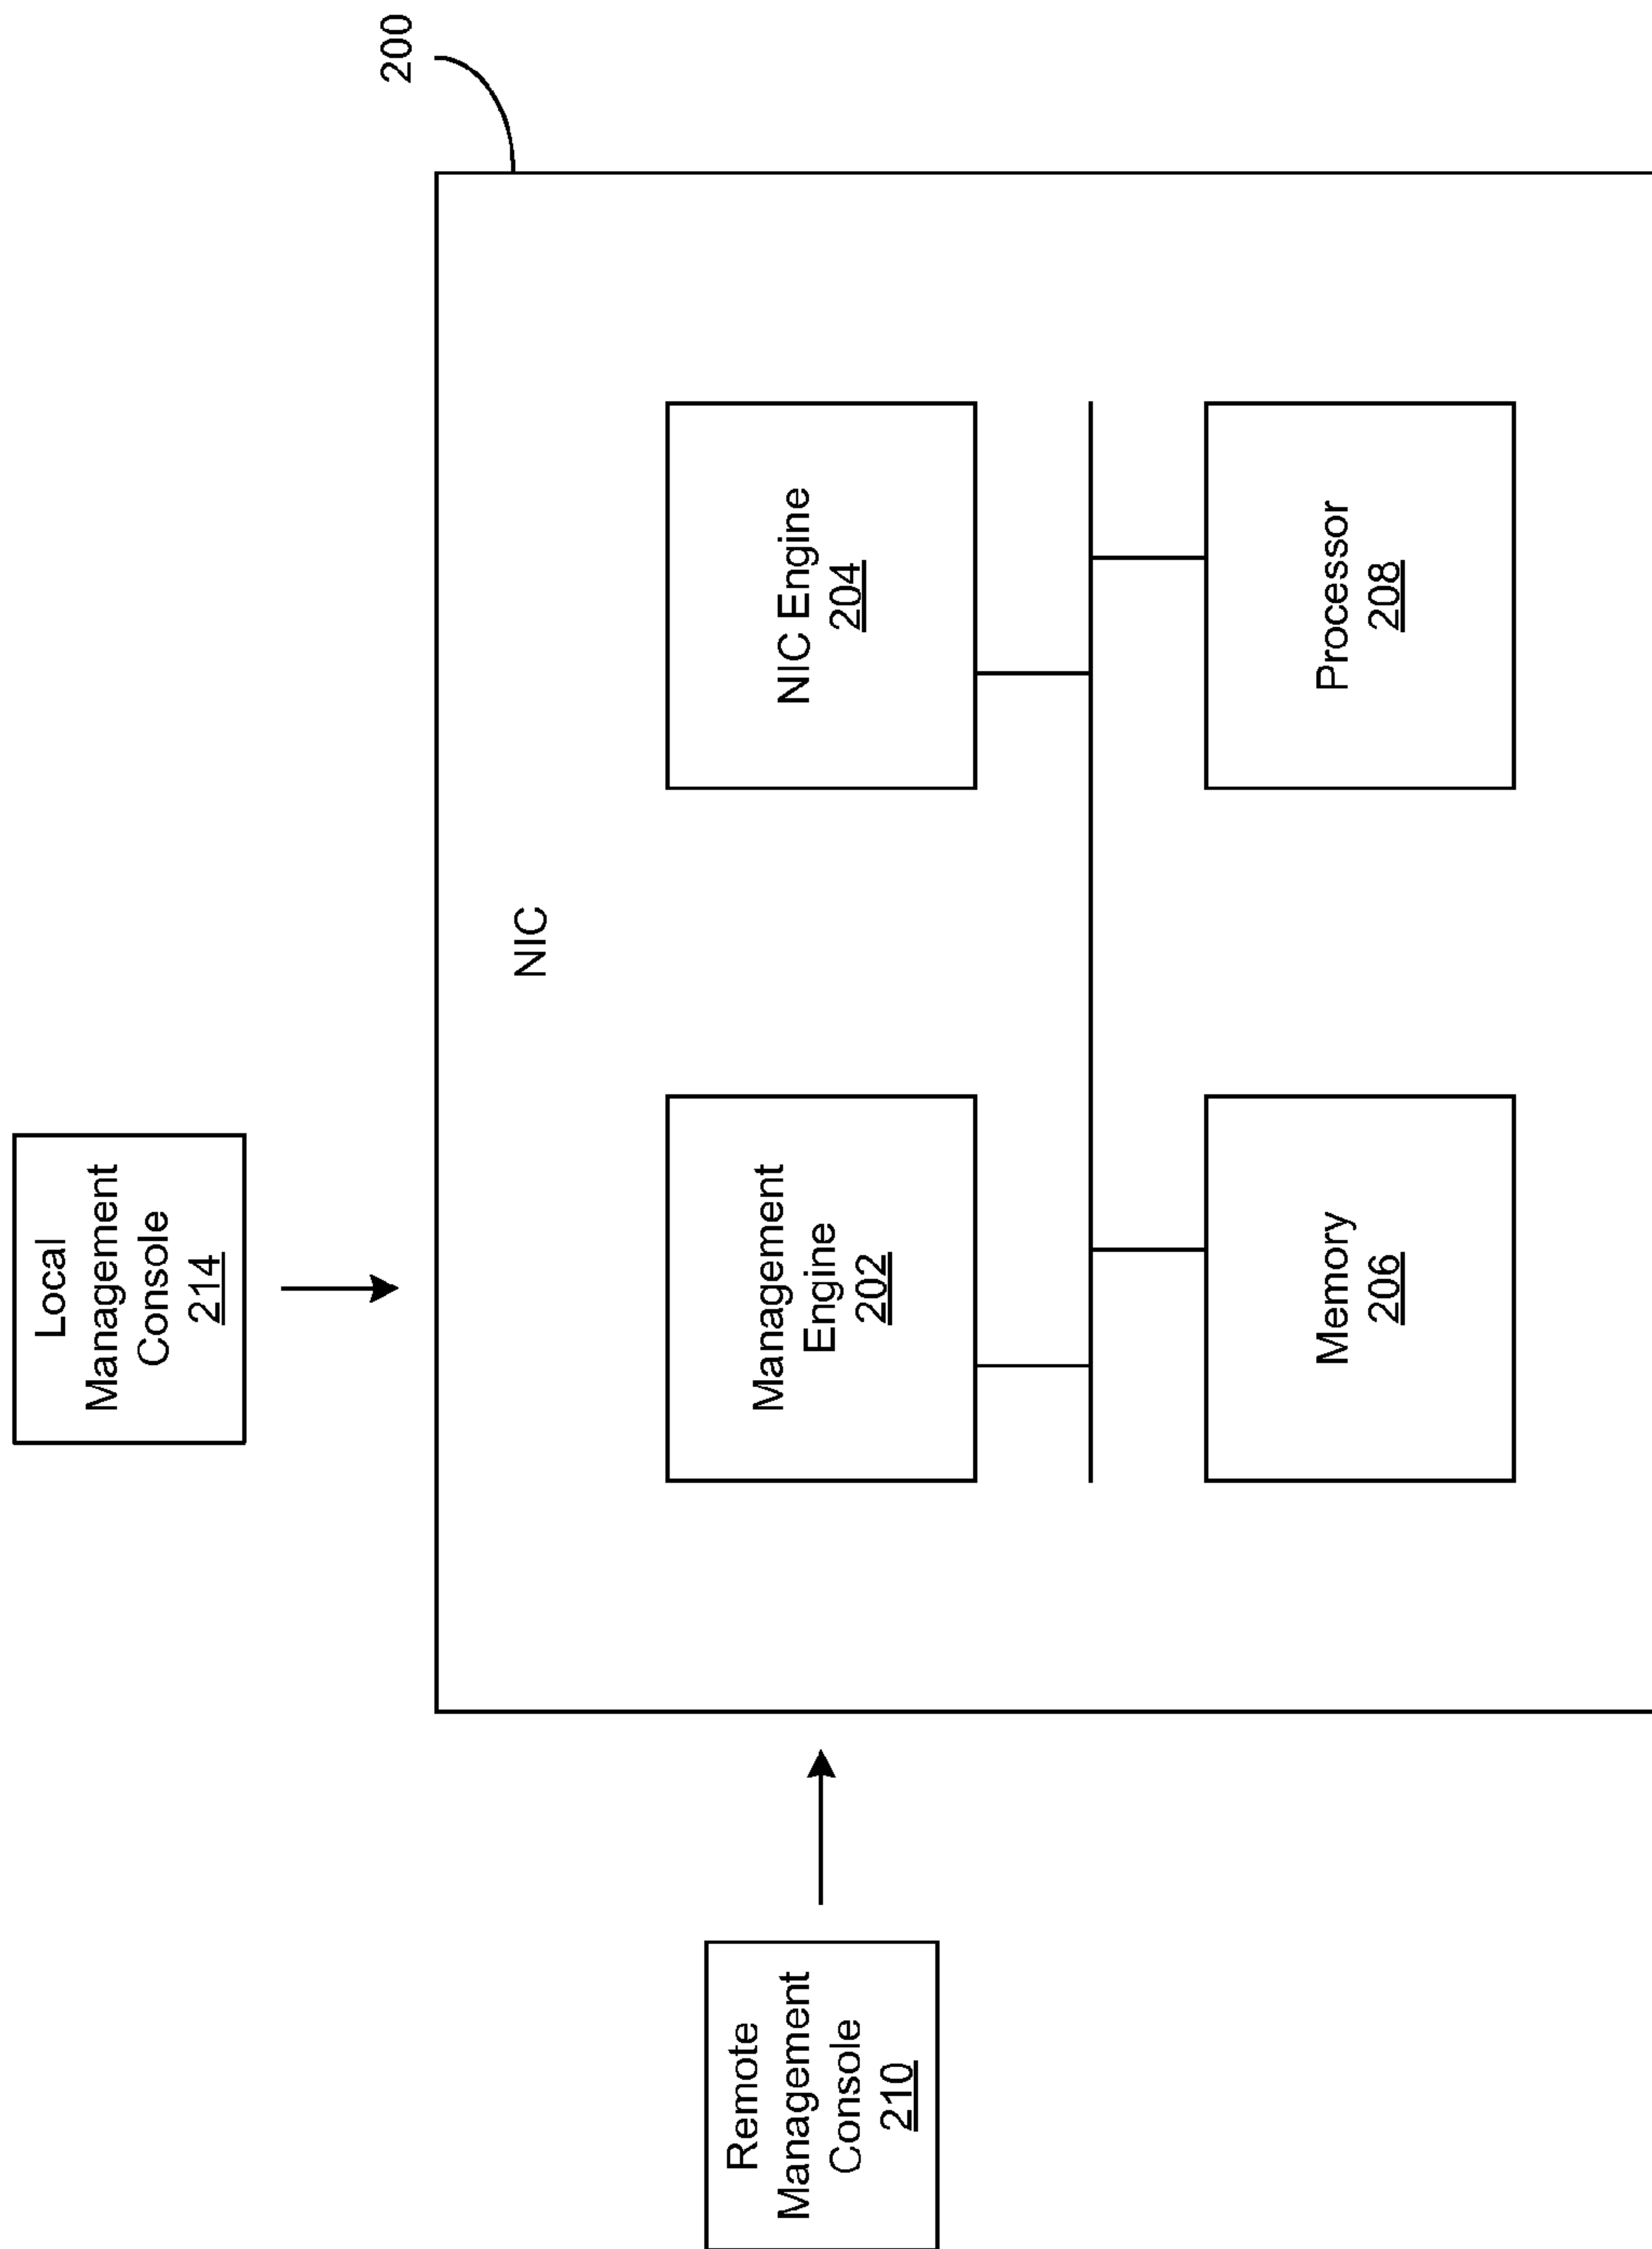 200
Local
Management
Console
214
NIC
Management
Engine
202
NIC Engine
204
Memory
206
Processor
208
Remote
Management
Console
210